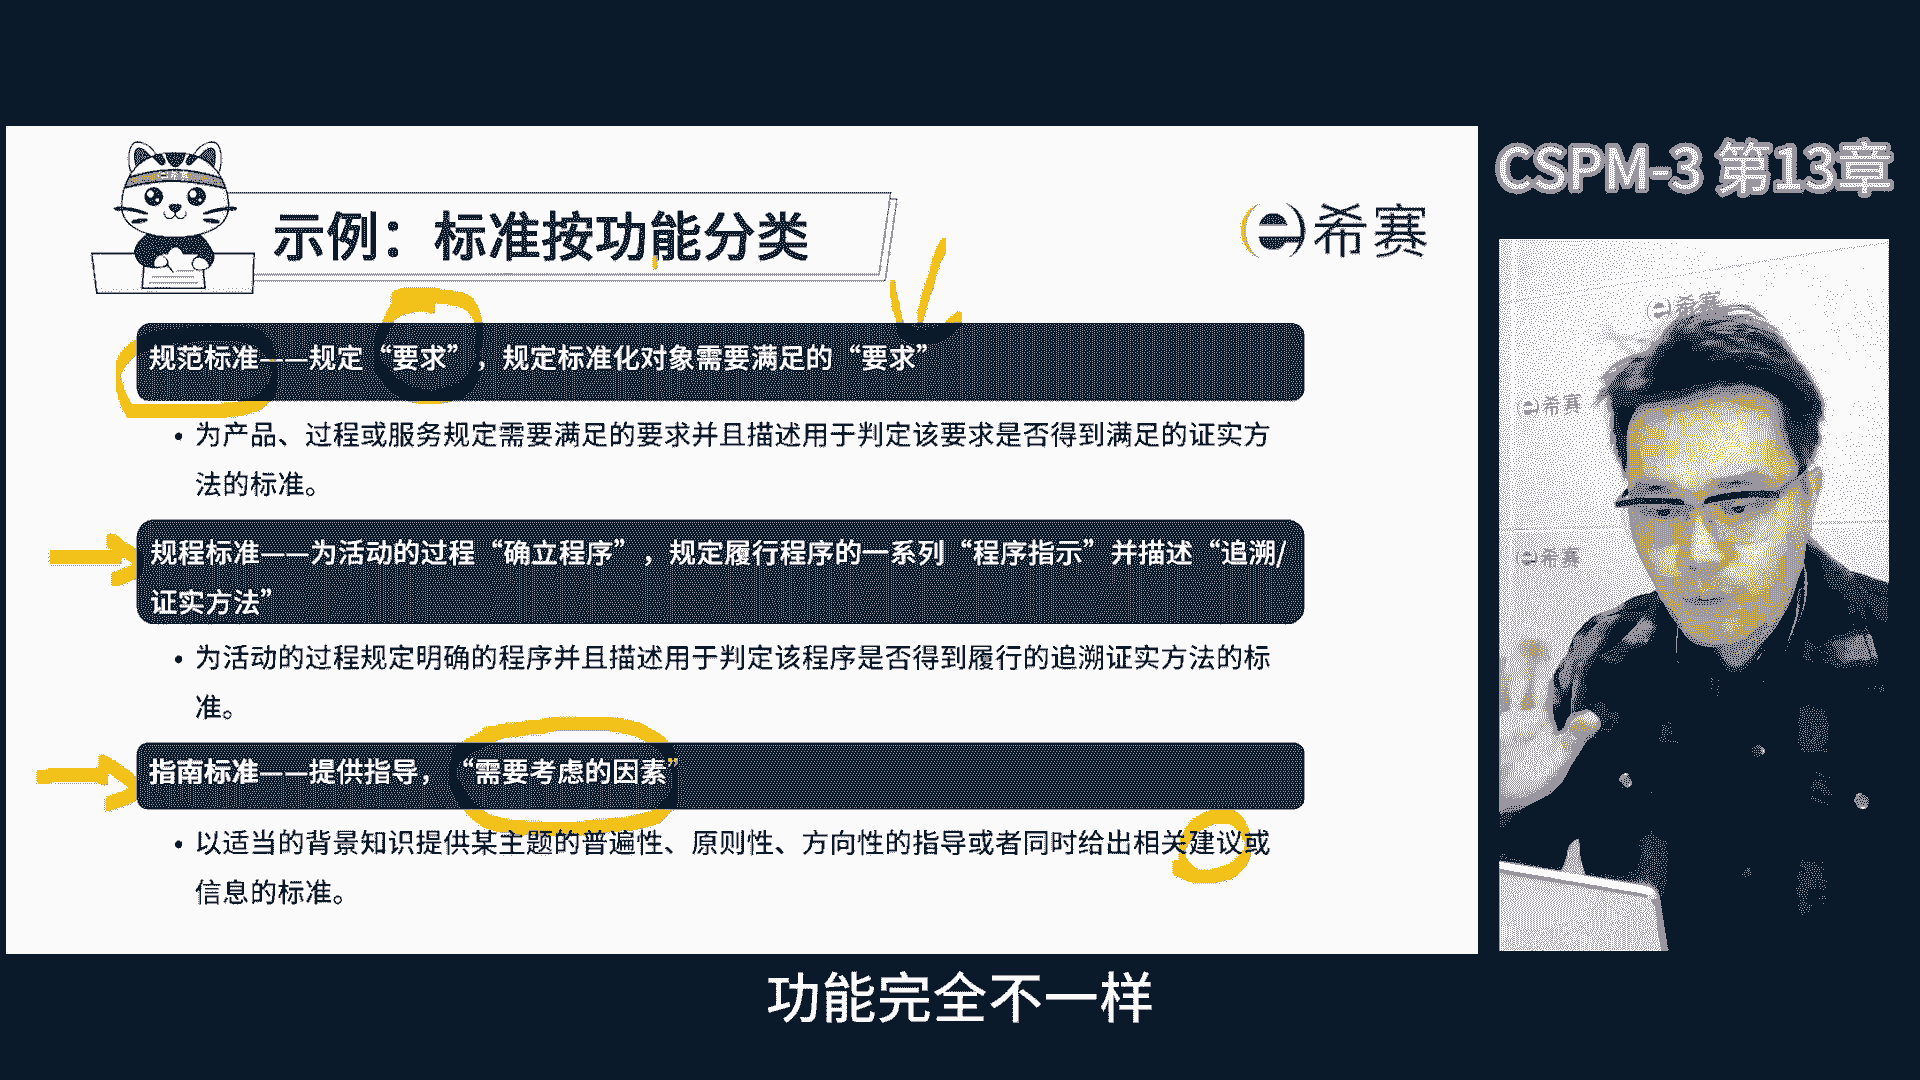 CSPM-3 第13章
示例：标准按功能分类
e希赛
规范标准——规定“要求”，规定标准化对象需要满足的“要求”
• 为产品、过程或服务规定需要满足的要求并且描述用于判定该要求是否得到满足的证实方
法的标准。
规程标准——为活动的过程“确立程序”，规定履行程序的一系列“程序指示”并描述“追溯/
证实方法”
• 为活动的过程规定明确的程序并且描述用于判定该程序是否得到履行的追溯证实方法的标
准。
指南标准——提供指导，“需要考虑的因素”
• 以适当的背景知识提供某主题的普遍性、原则性、方向性的指导或者同时给出相关建议或
信息的标准。
e希赛
e希赛
e希赛
功能完全不一样